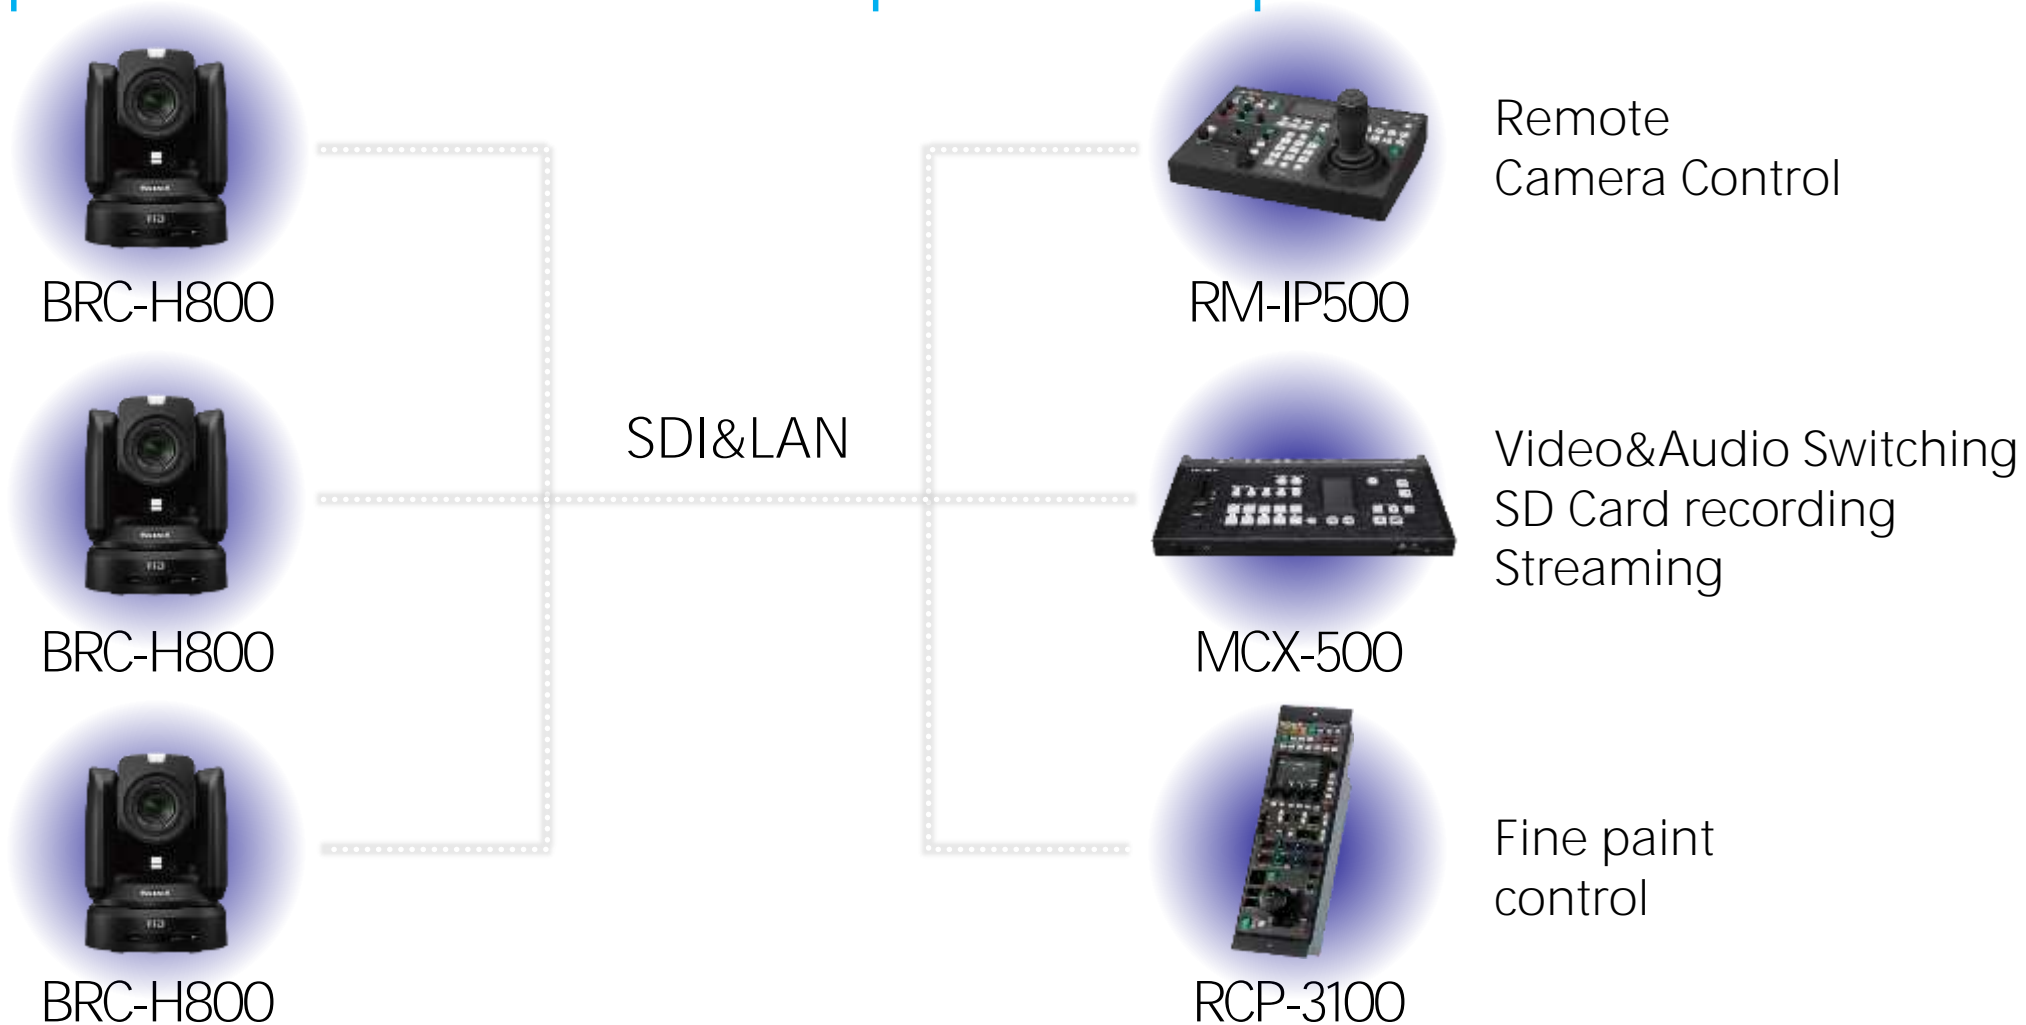 BRC-H800
RM-IP500
Remote
Camera Control
SDI&LAN
BRC-H800
MCX-500
Video&Audio Switching
SD Card recording
Streaming
BRC-H800
RCP-3100
Fine paint
control